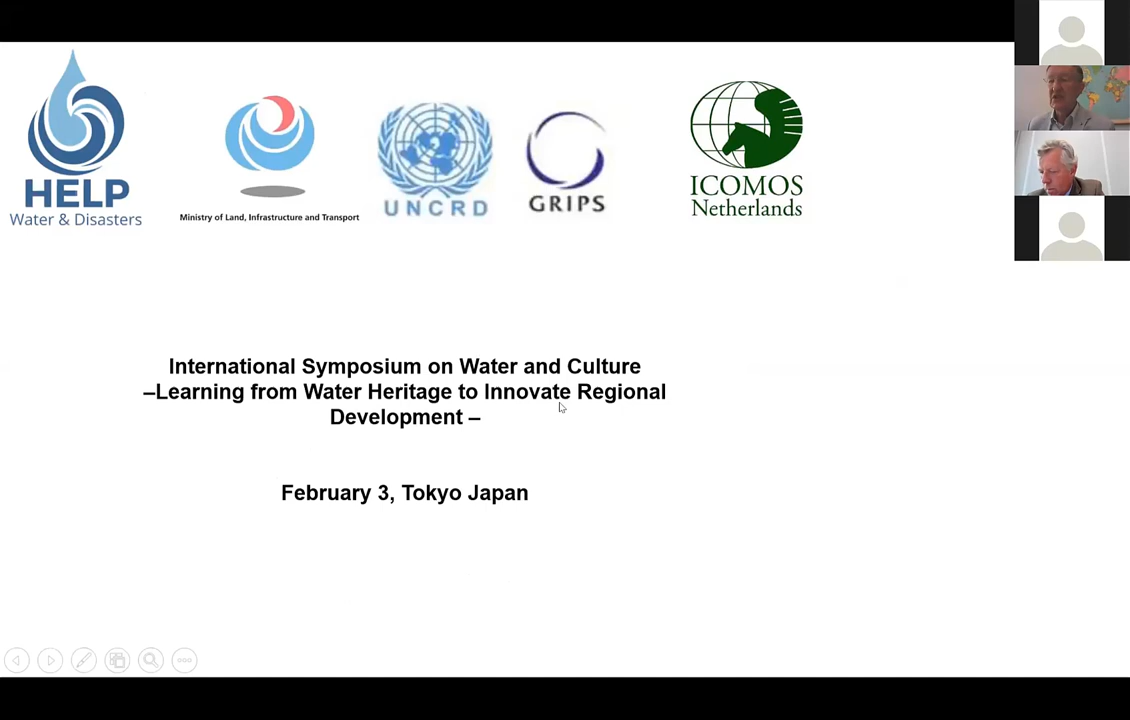 HELP
Water & Disasters
Ministry of Land, Infrastructure and Transport
UNCRD
GRIPS
ICOMOS
Netherlands
International Symposium on Water and Culture
–Learning from Water Heritage to Innovate Regional
Development –
February 3, Tokyo Japan